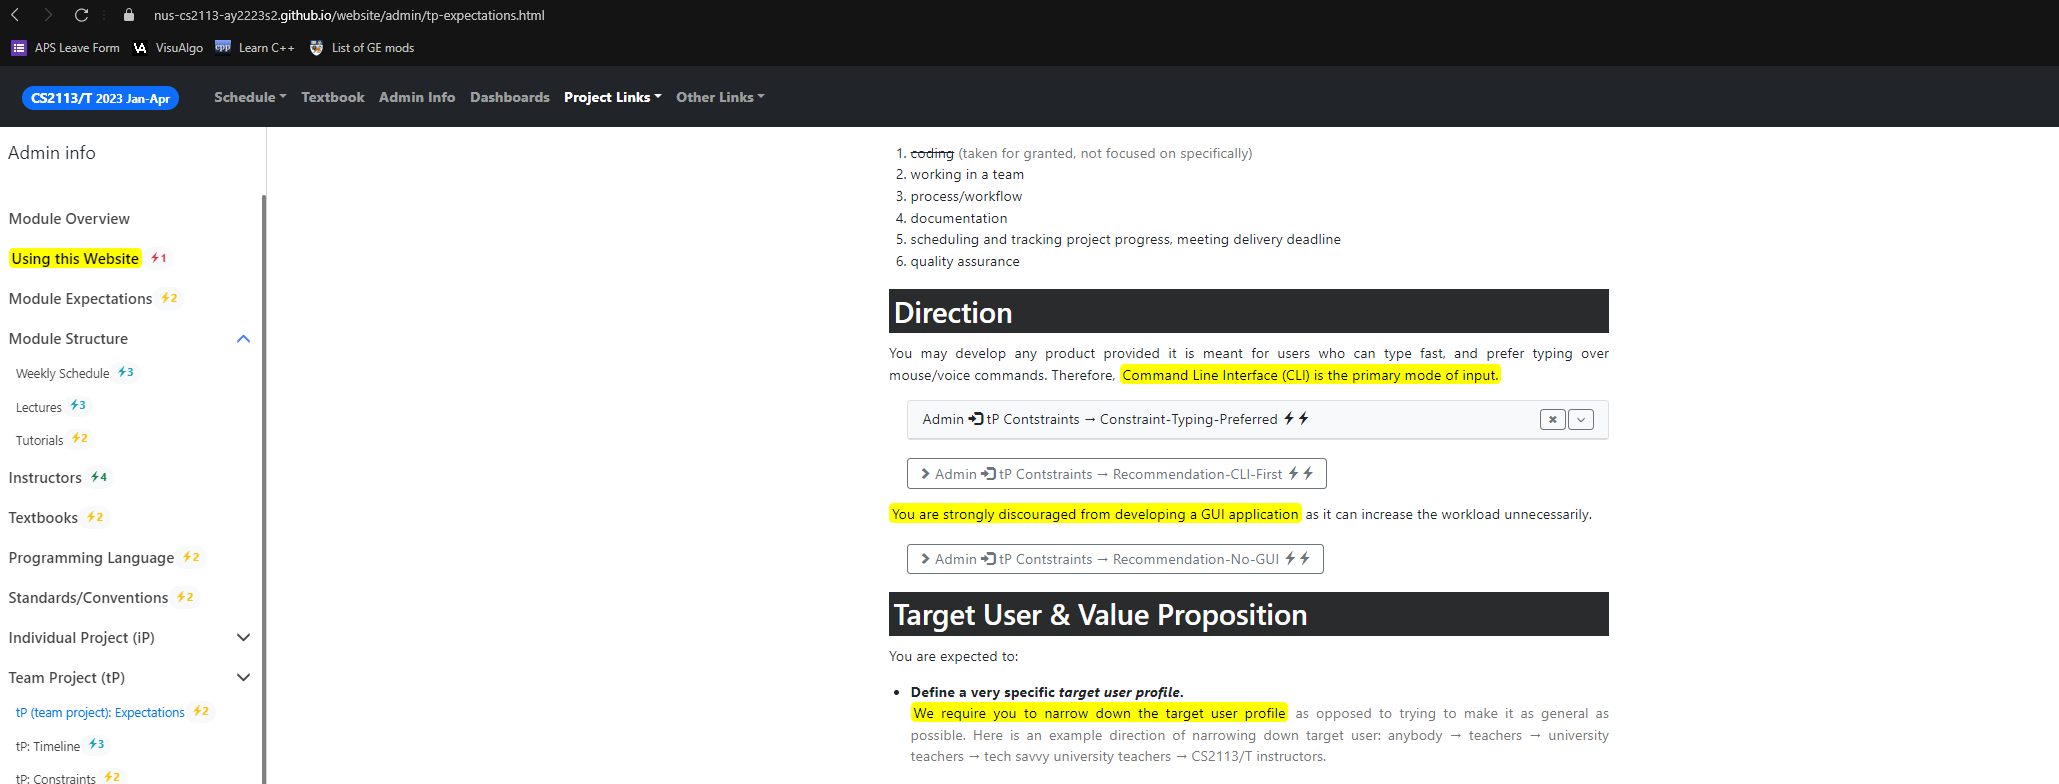 nus-cs2113-ay2223s2.github.io/website/admin/tp-expectations.html
APS Leave Form VisuAlgo Learn C++ List of GE mods
CS2113/T 2023 Jan-Apr Schedule Textbook Admin Info Dashboards Project Links Other Links
Admin info
Module Overview
Using this Website 1
Module Expectations 2
Module Structure
Weekly Schedule 3
Lectures 3
Tutorials 2
Instructors 4
Textbooks 2
Programming Language 2
Standards/Conventions 2
Individual Project (iP)
Team Project (tP)
tP (team project): Expectations 2
tP: Timeline 3
tP: Constraints 2
1. coding (taken for granted, not focused on specifically)
2. working in a team
3. process/workflow
4. documentation
5. scheduling and tracking project progress, meeting delivery deadline
6. quality assurance
Direction
You may develop any product provided it is meant for users who can type fast, and prefer typing over
mouse/voice commands. Therefore, Command Line Interface (CLI) is the primary mode of input.
Admin tP Contstraints → Constraint-Typing-Preferred
Admin tP Contstraints → Recommendation-CLI-First
You are strongly discouraged from developing a GUI application as it can increase the workload unnecessarily.
Admin tP Contstraints → Recommendation-No-GUI
Target User & Value Proposition
You are expected to:
• Define a very specific target user profile.
We require you to narrow down the target user profile as opposed to trying to make it as general as
possible. Here is an example direction of narrowing down target user: anybody → teachers → university
teachers → tech savvy university teachers → CS2113/T instructors.